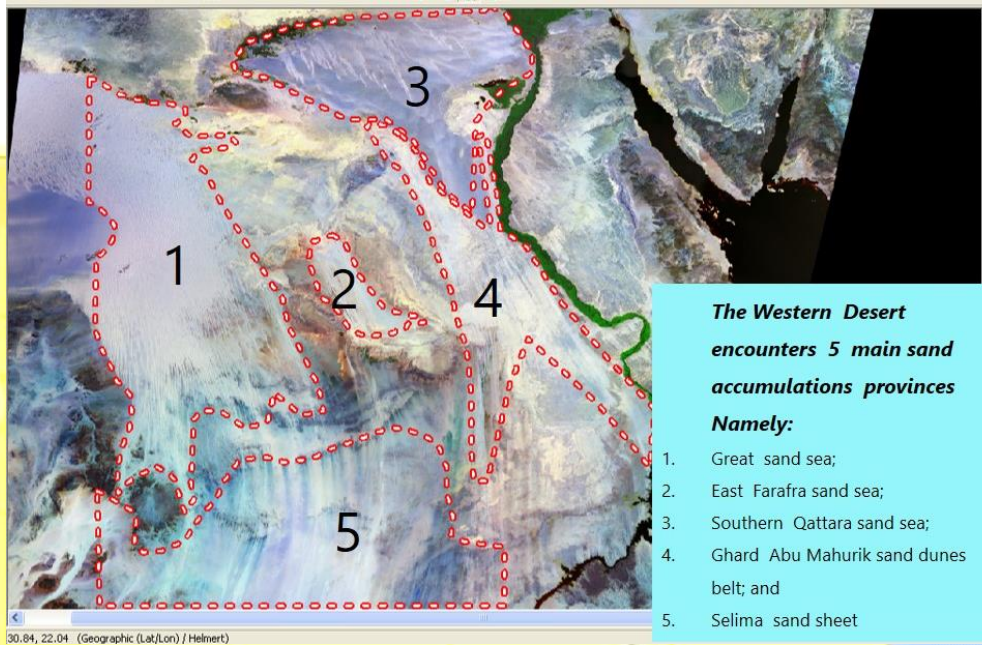 3
1
2
4
The Western Desert
encounters 5 main sand
accumulations provinces
Namely:
1. Great sand sea;
2. East Farafra sand sea;
3. Southern Qattara sand sea;
4. Ghard Abu Mahurik sand dunes
belt; and
5. Selima sand sheet
5
30.84, 22.04 (Geographic (Lat/Lon) / Helmert)